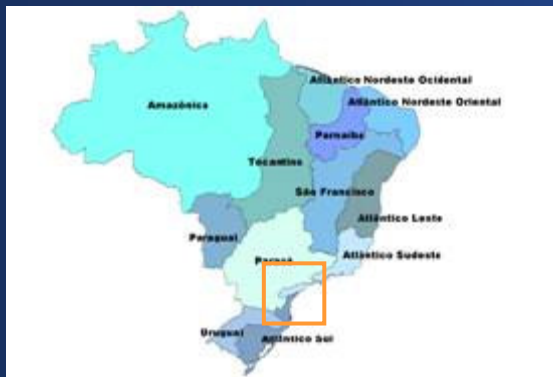 Atlântico Nordeste Ocidental
Amazônica
Atlântico Nordeste Oriental
Parnaíba
Tocantins
São Francisco
Atlântico Leste
Paraguai
Atlântico Sudeste
Paraná
Uruguai
Atlântico Sul